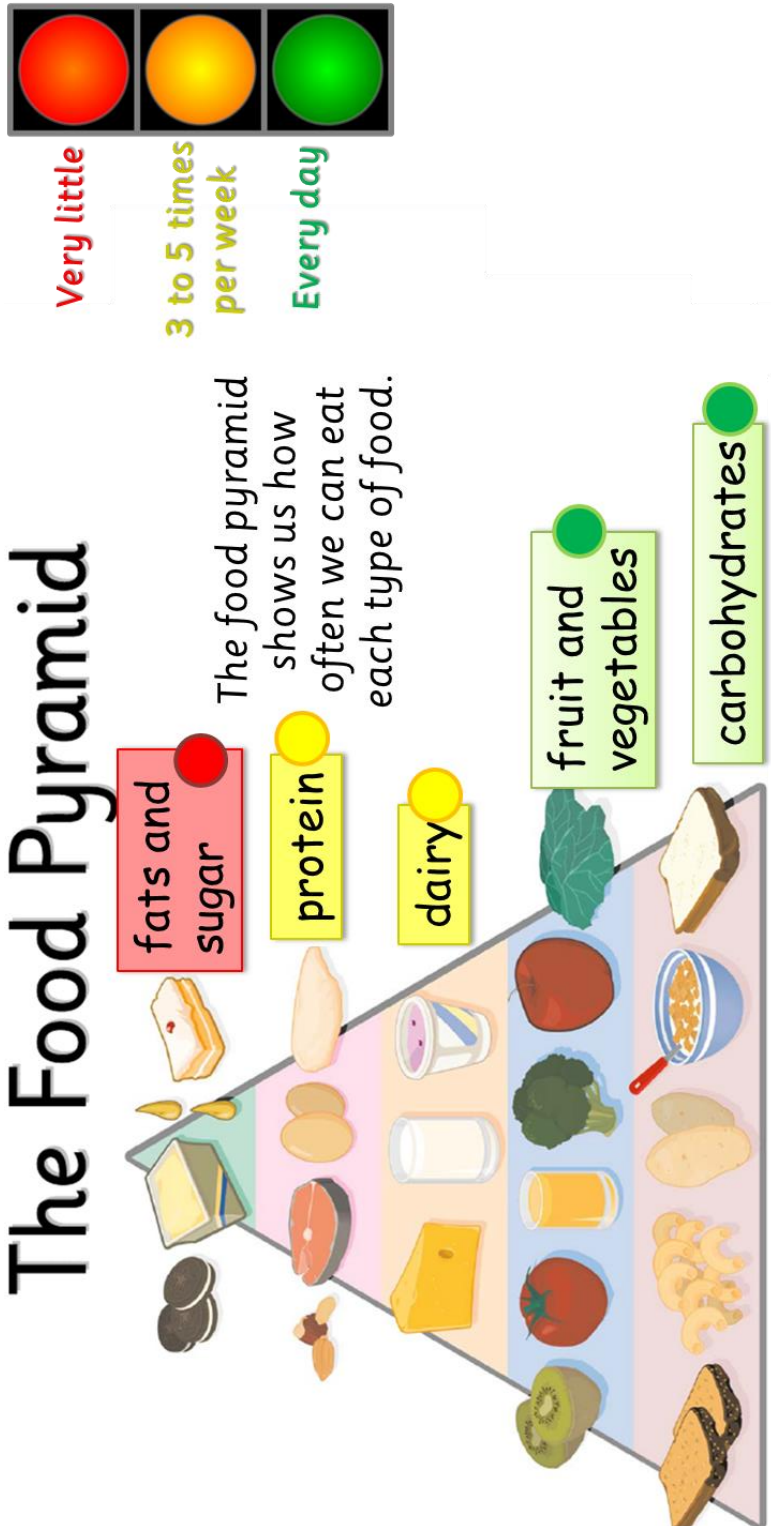 The Food Pyramid
Very little
3 to 5 times
per week
Every day
The food pyramid
shows us how
often we can eat
each type of food.
fats and
sugar
protein
dairy
fruit and
vegetables
carbohydrates